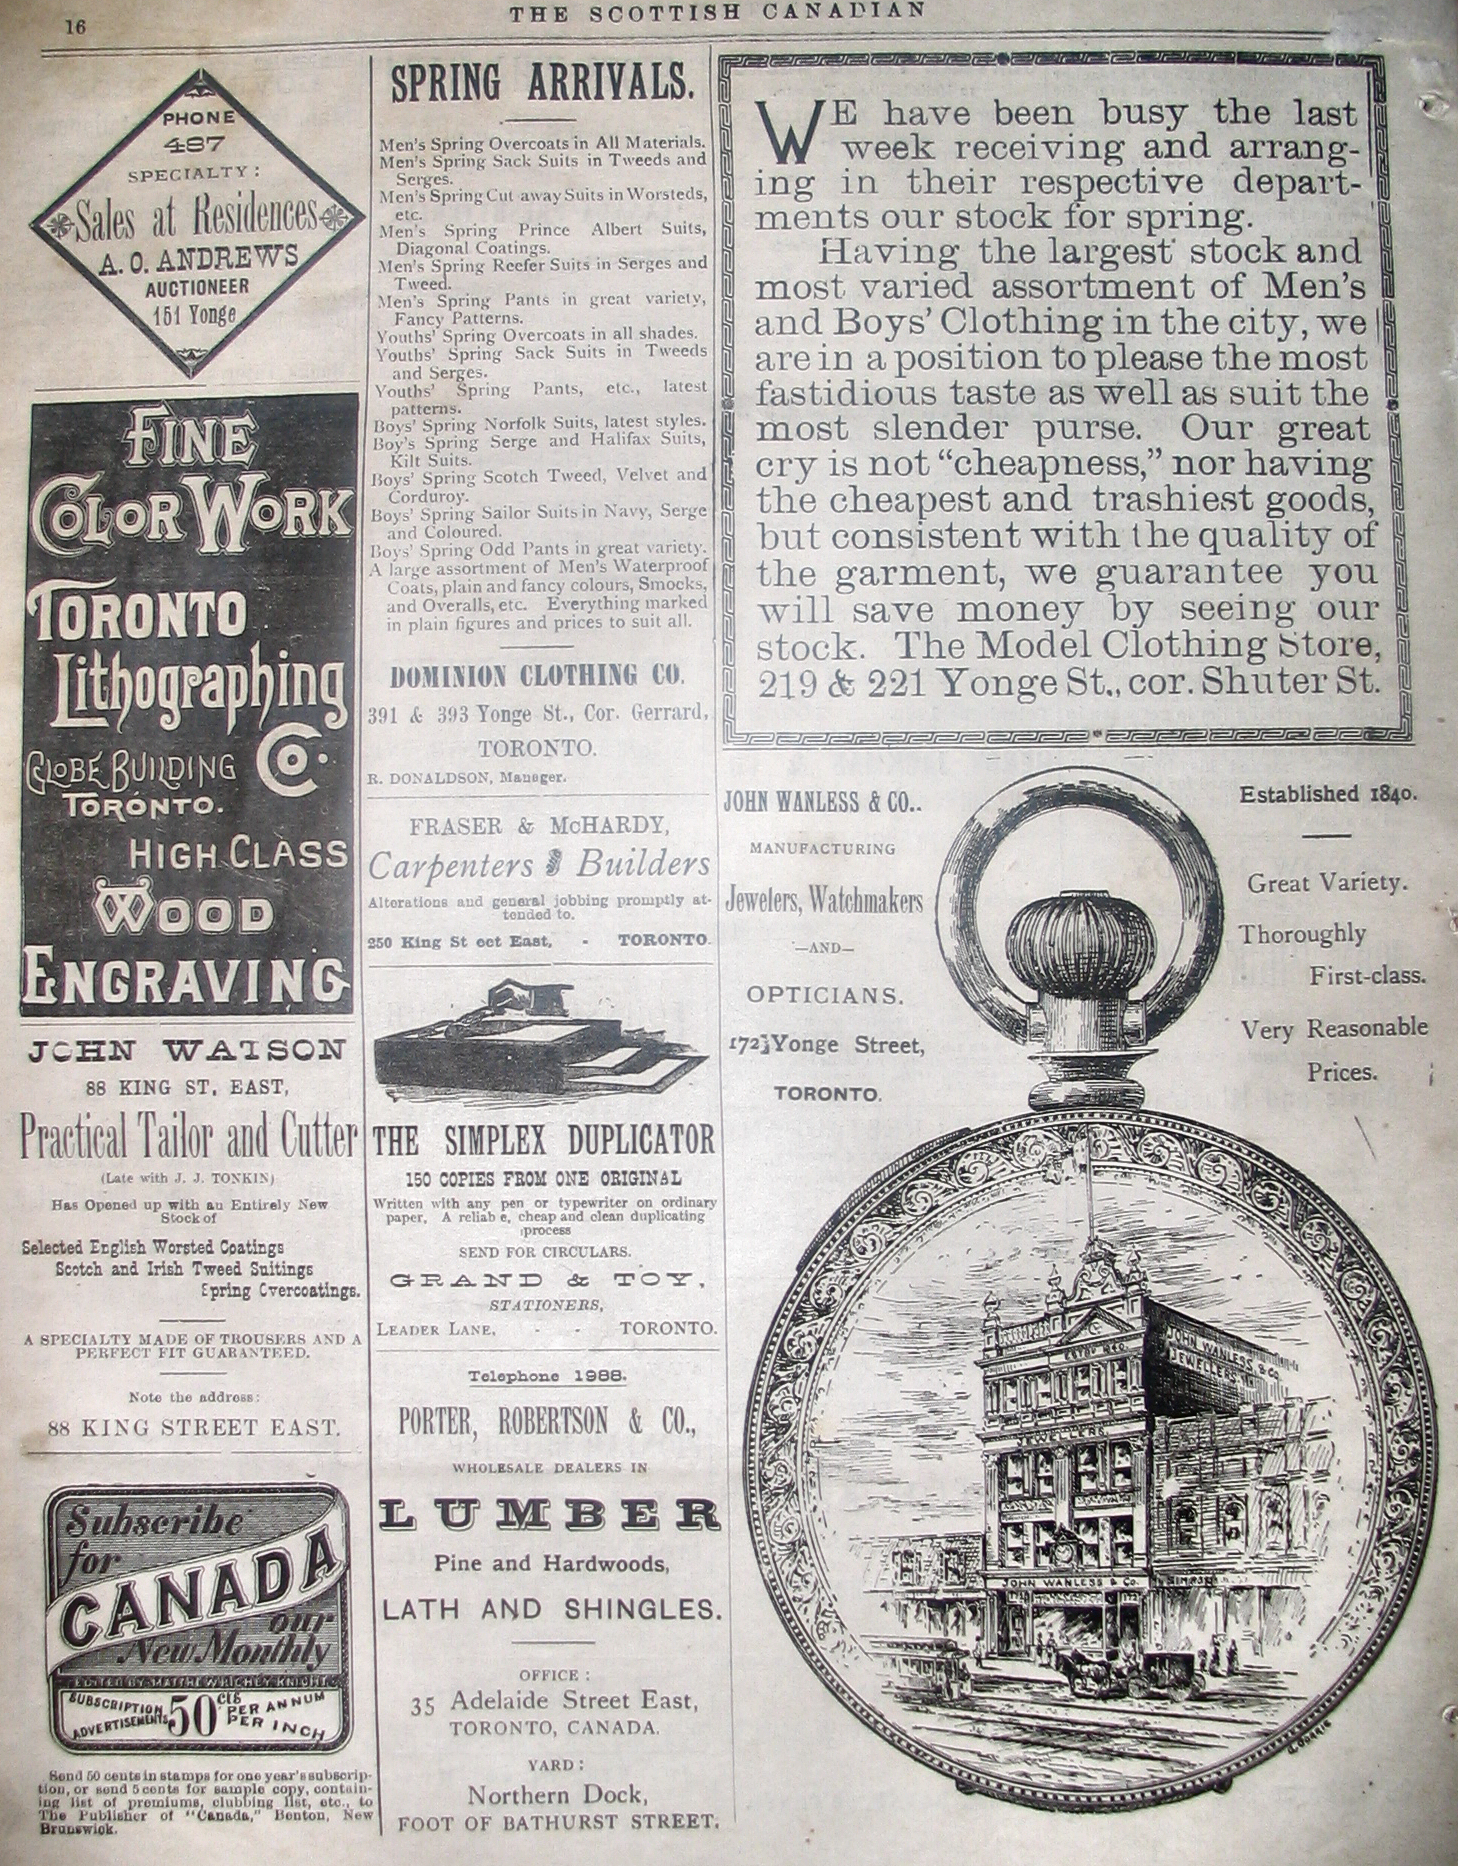 16
THE SCOTTISH CANADIAN
PHONE
487
SPECIALTY:
Sales at Residences
A. O. ANDREWS
AUCTIONEER
151 Yonge
FINE
COLOR WORK
TORONTO
Lithographing
Co.
GLOBE BUILDING
TORONTO.
HIGH CLASS
WOOD
ENGRAVING
JOHN WATSON
88 KING ST. EAST,
Practical Tailor and Cutter
(Late with J. J. TONKIN)
Has Opened up with an Entirely New
Stock of
Selected English Worsted Coatings
Scotch and Irish Tweed Suitings
Spring Overcoatings.
A SPECIALTY MADE OF TROUSERS AND A
PERFECT FIT GUARANTEED.
Note the address:
88 KING STREET EAST.
Subscribe
for
CANADA
our
New Monthly
EDITED BY MATTHEW RICHEY KNIGHT
SUBSCRIPTION 50 cts PER ANNUM
ADVERTISEMENTS PER INCH
Send 50 cents in stamps for one year's subscrip-
tion, or send 5 cents for sample copy, contain-
ing list of premiums, clubbing list, etc., to
The Publisher of "Canada," Benton, New
Brunswick.
SPRING ARRIVALS.
Men's Spring Overcoats in All Materials.
Men's Spring Sack Suits in Tweeds and
Serges.
Men's Spring Cut away Suits in Worsteds,
etc.
Men's Spring Prince Albert Suits,
Diagonal Coatings.
Men's Spring Reefer Suits in Serges and
Tweed.
Men's Spring Pants in great variety,
Fancy Patterns.
Youths' Spring Overcoats in all shades.
Youths' Spring Sack Suits in Tweeds
and Serges.
Youths' Spring Pants, etc., latest
patterns.
Boys' Spring Norfolk Suits, latest styles.
Boy's Spring Serge and Halifax Suits,
Kilt Suits.
Boys' Spring Scotch Tweed, Velvet and
Corduroy.
Boys' Spring Sailor Suits in Navy, Serge
and Coloured.
Boys' Spring Odd Pants in great variety.
A large assortment of Men's Waterproof
Coats, plain and fancy colours, Smocks,
and Overalls, etc. Everything marked
in plain figures and prices to suit all.
DOMINION CLOTHING CO.
391 & 393 Yonge St., Cor. Gerrard,
TORONTO.
R. DONALDSON, Manager.
FRASER & McHARDY,
Carpenters & Builders
Alterations and general jobbing promptly at-
tended to.
250 King St eet East, - TORONTO.
THE SIMPLEX DUPLICATOR
150 COPIES FROM ONE ORIGINAL
Written with any pen or typewriter on ordinary
paper, A reliab e, cheap and clean duplicating
process
SEND FOR CIRCULARS.
GRAND & TOY,
STATIONERS,
LEADER LANE, - - TORONTO.
Telephone 1988.
PORTER, ROBERTSON & CO.,
WHOLESALE DEALERS IN
LUMBER
Pine and Hardwoods,
LATH AND SHINGLES.
OFFICE:
35 Adelaide Street East,
TORONTO, CANADA.
YARD:
Northern Dock,
FOOT OF BATHURST STREET.
WE have been busy the last
week receiving and arrang-
ing in their respective depart-
ments our stock for spring.
Having the largest stock and
most varied assortment of Men's
and Boys' Clothing in the city, we
are in a position to please the most
fastidious taste as well as suit the
most slender purse. Our great
cry is not "cheapness," nor having
the cheapest and trashiest goods,
but consistent with the quality of
the garment, we guarantee you
will save money by seeing our
stock. The Model Clothing Store,
219 & 221 Yonge St., cor. Shuter St.
JOHN WANLESS & CO..
MANUFACTURING
Jewelers, Watchmakers
—AND—
OPTICIANS.
172½ Yonge Street,
TORONTO.
Established 1840.
Great Variety.
Thoroughly
First-class.
Very Reasonable
Prices.
ESTBD 1840.
JOHN WANLESS & CO.
JEWELLERS.
JEWELLERS
JOHN WANLESS & Co.